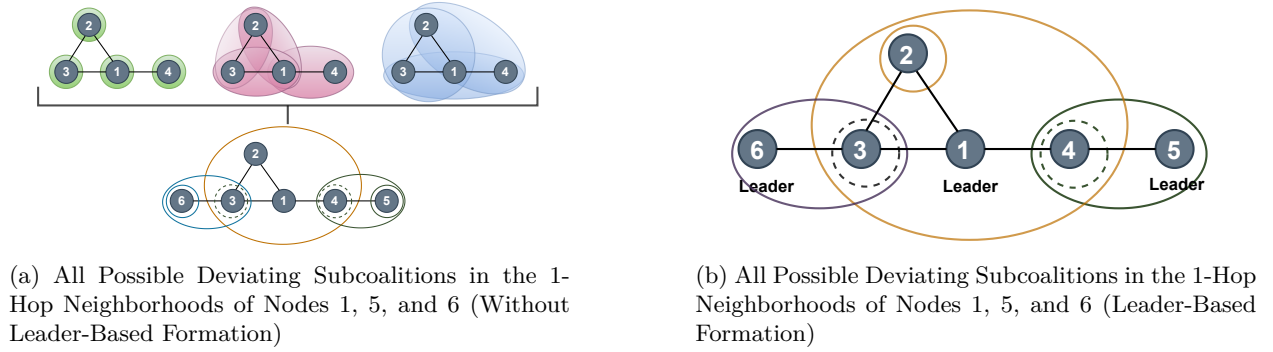 2
3 1 4
2
3 1 4
2
3 1 4
2
6 3 1 4 5
(a) All Possible Deviating Subcoalitions in the 1-
Hop Neighborhoods of Nodes 1, 5, and 6 (Without
Leader-Based Formation)
2
6 3 1 4 5
Leader Leader Leader
(b) All Possible Deviating Subcoalitions in the 1-Hop
Neighborhoods of Nodes 1, 5, and 6 (Leader-Based
Formation)